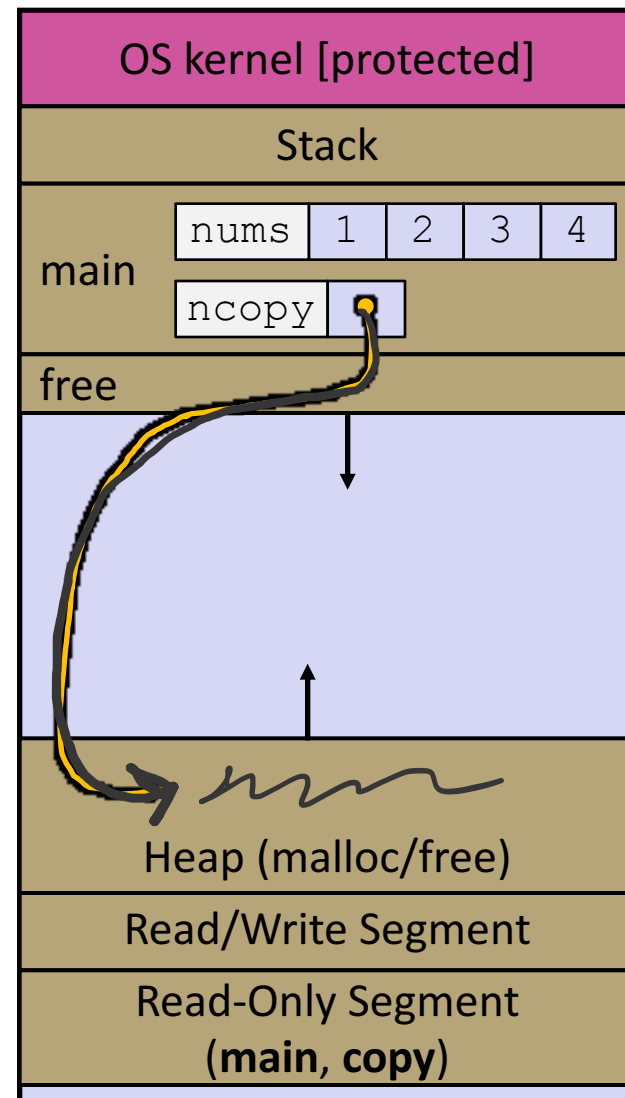 OS kernel [protected]
Stack
main
nums 1 2 3 4
ncopy
free
Heap (malloc/free)
Read/Write Segment
Read-Only Segment
(main, copy)